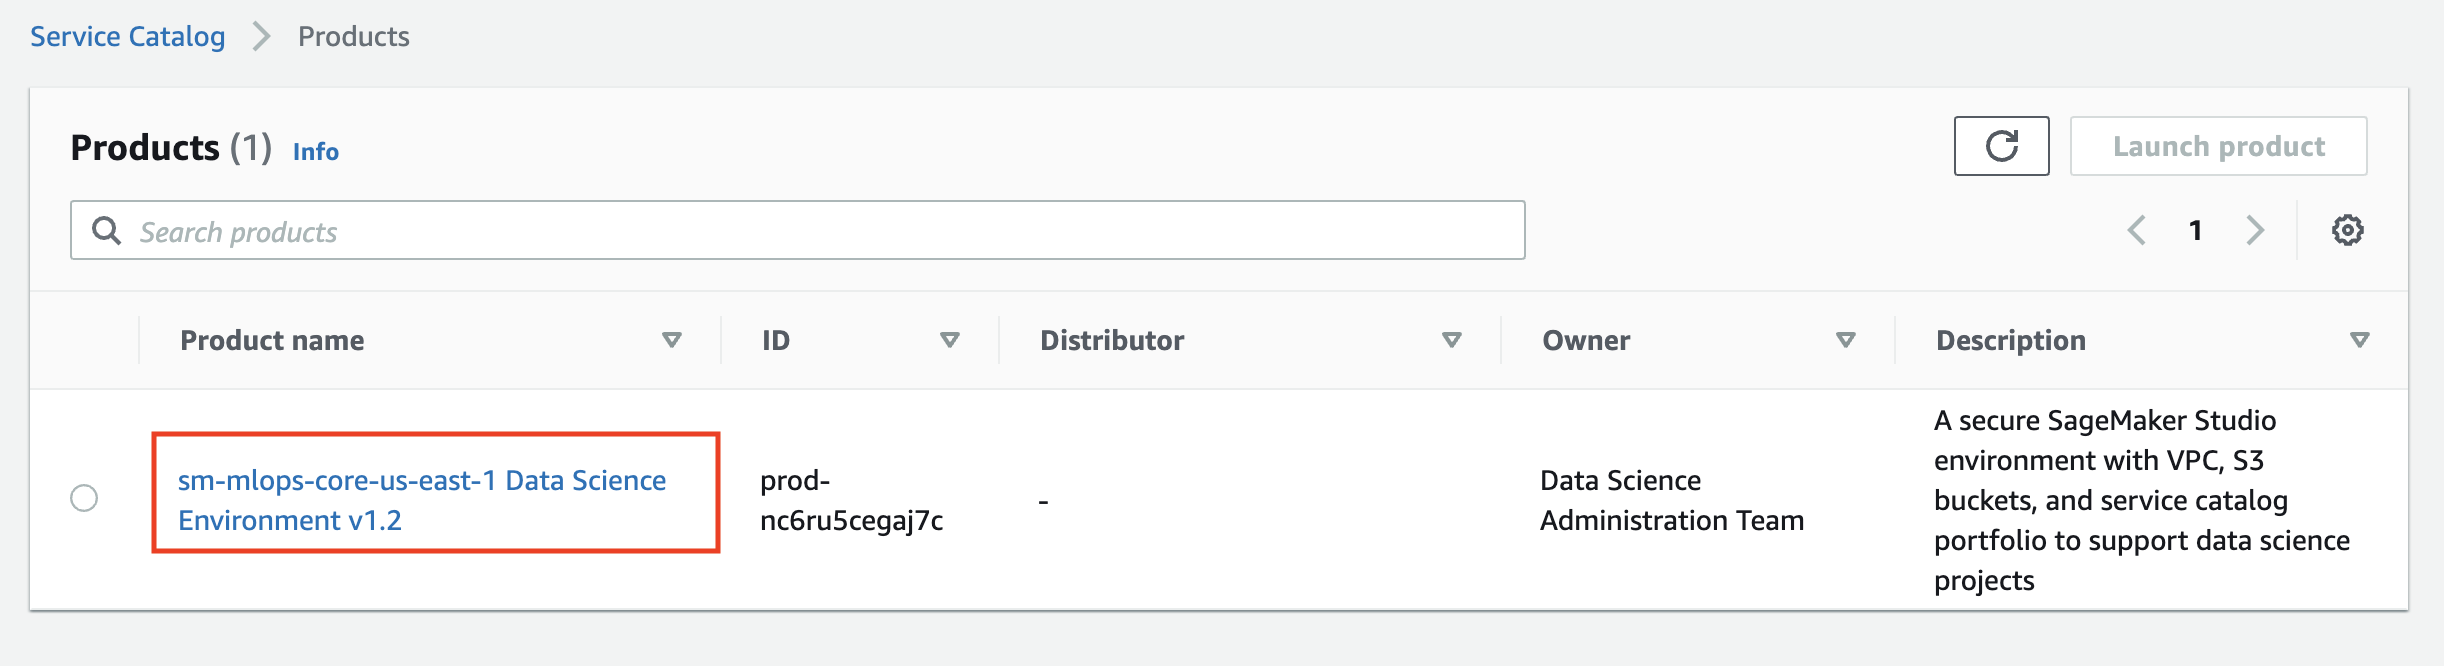 Service Catalog Products
Products (1) Info
Launch product
Search products
1
Product name ID Distributor Owner Description
sm-mlops-core-us-east-1 Data Science
Environment v1.2
prod-
nc6ru5cegaj7c
-
Data Science
Administration Team
A secure SageMaker Studio
environment with VPC, S3
buckets, and service catalog
portfolio to support data science
projects